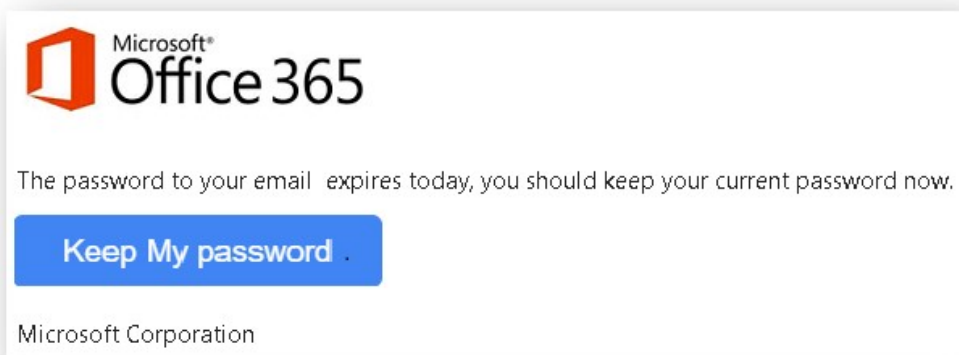 Microsoft®
Office 365
The password to your email  expires today, you should keep your current password now.
Keep My password .
Microsoft Corporation